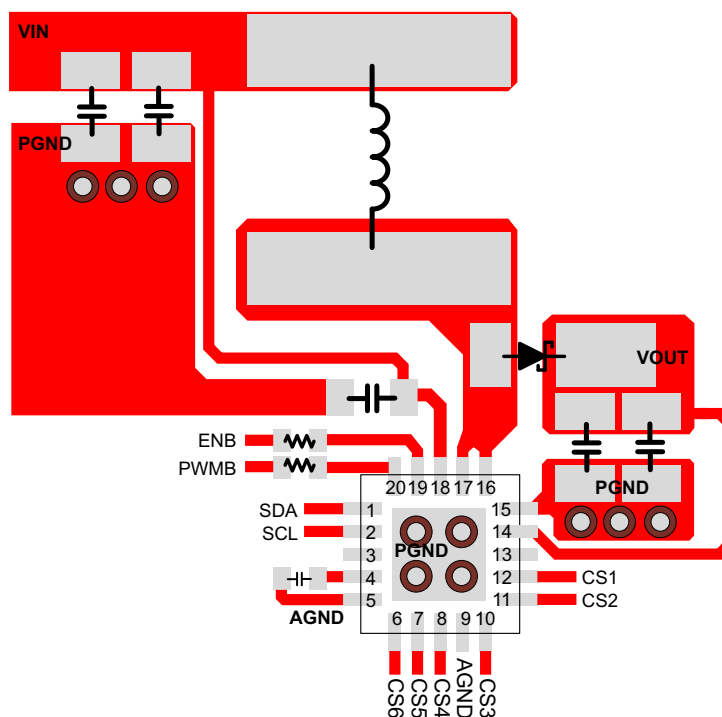 VIN
PGND
VOUT
ENB
PWMB
PGND
20 19 18 17 16
SDA 1 15
SCL 2 14
PGND
3 13
4 12 CS1
5 11 CS2
AGND
6 7 8 9 10
CS6 CS5 CS4 AGND CS3